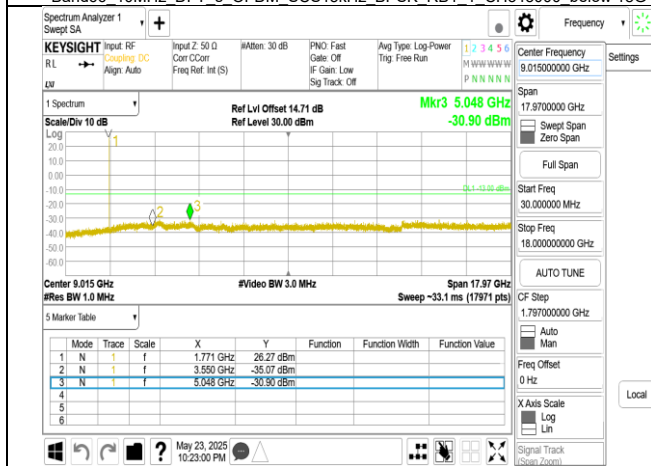 Spectrum Analyzer 1
Swept SA
Frequency
KEYSIGHT
RL
Input: RF
Coupling: DC
Align: Auto
Input Z: 50 Ω
Corr CCorr
Freq Ref: Int (S)
#Atten: 30 dB
PNO: Fast
Gate: Off
IF Gain: Low
Sig Track: Off
Avg Type: Log-Power
Trig: Free Run
1 2 3 4 5 6
M W W W W W
P N N N N N
1 Spectrum
Scale/Div 10 dB
Ref Lvl Offset 14.71 dB
Ref Level 30.00 dBm
Mkr3 5.048 GHz
-30.90 dBm
Log
20.0
10.0
0.00
-10.0
-20.0
-30.0
-40.0
-50.0
-60.0
1
2
3
DL1 -13.00 dBm
Center 9.015 GHz
#Res BW 1.0 MHz
#Video BW 3.0 MHz
Span 17.97 GHz
Sweep ~33.1 ms (17971 pts)
5 Marker Table
Mode Trace Scale X Y Function Function Width Function Value
1 N 1 f 1.771 GHz 26.27 dBm
2 N 1 f 3.550 GHz -35.07 dBm
3 N 1 f 5.048 GHz -30.90 dBm
4
5
6
May 23, 2025
10:23:00 PM
Center Frequency
9.015000000 GHz
Settings
Span
17.9700000 GHz
Swept Span
Zero Span
Full Span
Start Freq
30.000000 MHz
Stop Freq
18.000000000 GHz
AUTO TUNE
CF Step
1.797000000 GHz
Auto
Man
Freq Offset
0 Hz
X Axis Scale
Log
Lin
Local
Signal Track
(Span Zoom)